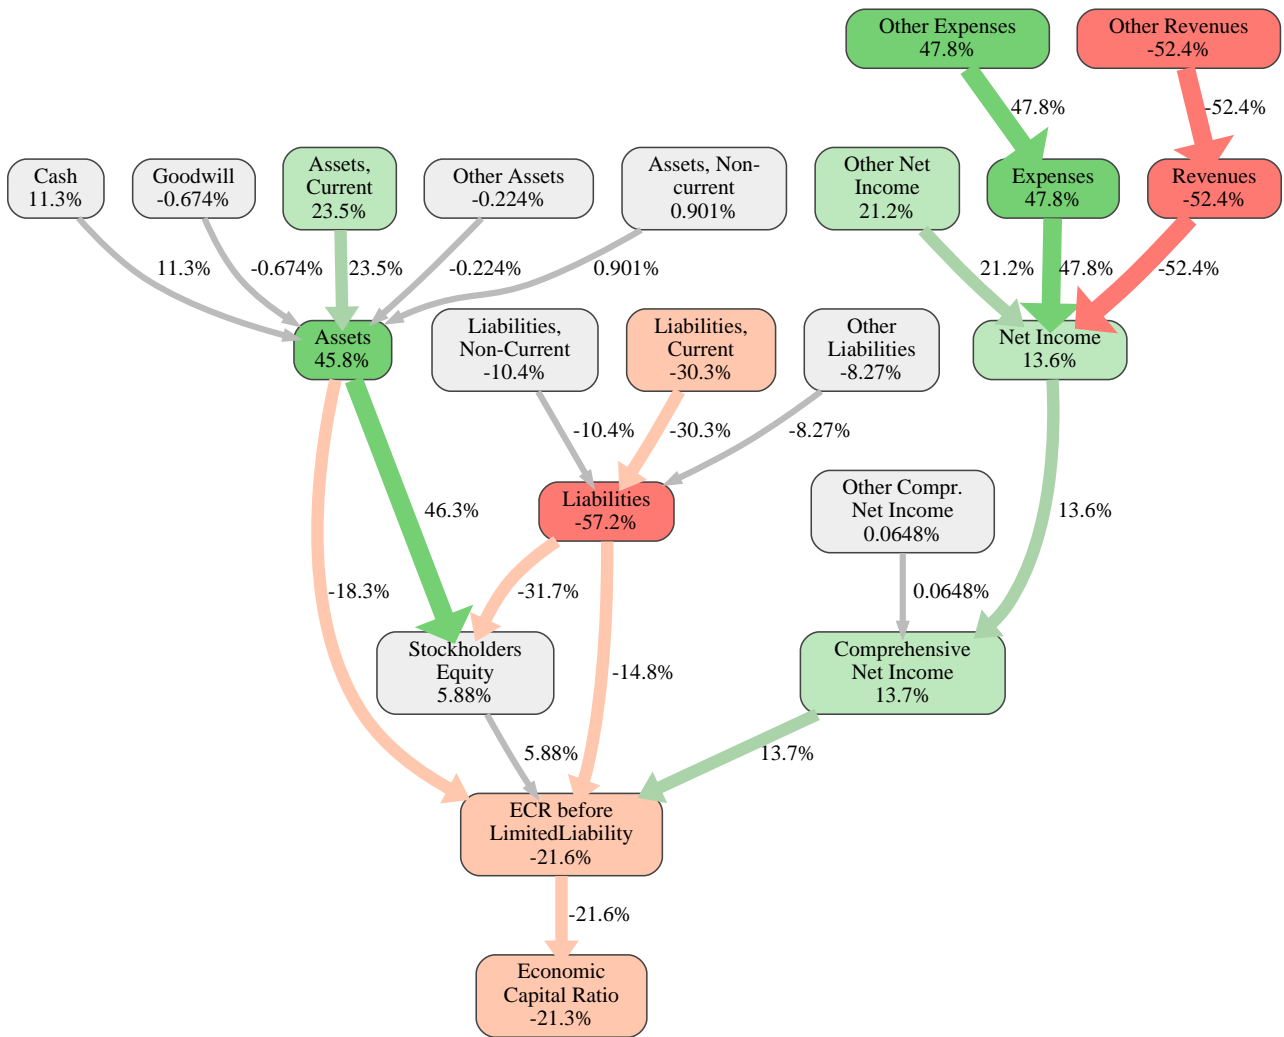 Other Expenses
47.8%
Other Revenues
-52.4%
47.8%
-52.4%
Cash
11.3%
Goodwill
-0.674%
Assets,
Current
23.5%
Other Assets
-0.224%
Assets, Non-
current
0.901%
Other Net
Income
21.2%
Expenses
47.8%
Revenues
-52.4%
11.3%
-0.674%
23.5%
-0.224%
0.901%
21.2%
47.8%
-52.4%
Assets
45.8%
Liabilities,
Non-Current
-10.4%
Liabilities,
Current
-30.3%
Other
Liabilities
-8.27%
Net Income
13.6%
-10.4%
-30.3%
-8.27%
Liabilities
-57.2%
Other Compr.
Net Income
0.0648%
46.3%
13.6%
-18.3%
-31.7%
0.0648%
Stockholders
Equity
5.88%
-14.8%
Comprehensive
Net Income
13.7%
5.88%
13.7%
ECR before
LimitedLiability
-21.6%
-21.6%
Economic
Capital Ratio
-21.3%